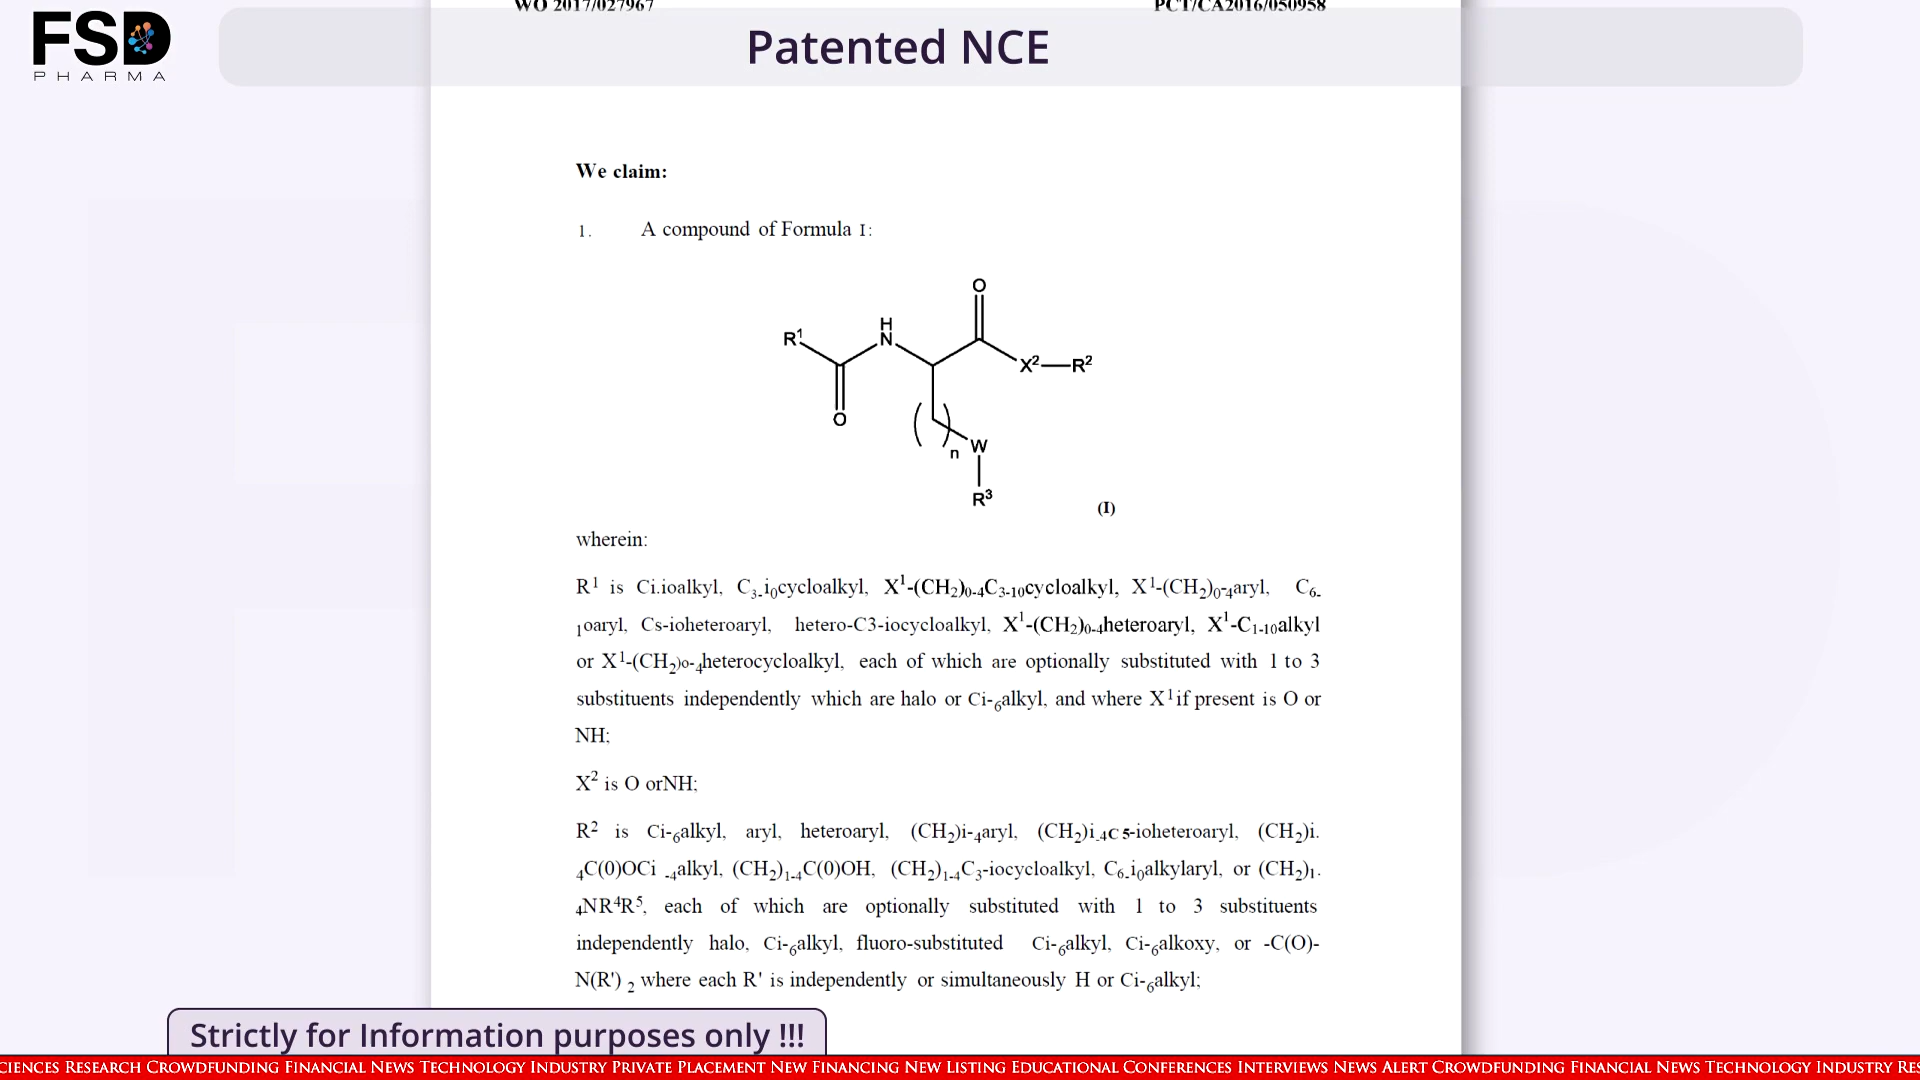 WO 2017/027967
PCT/CA2016/050958
FSD
PHARMA
Patented NCE
We claim:
1. A compound of Formula I:
O
H
R¹ N
X²—R²
O
( ) n W
R³
(I)
wherein:
R¹ is Ci.ioalkyl, C₃-i₀cycloalkyl, X¹-(CH₂)₀-₄C₃-₁₀cycloalkyl, X¹-(CH₂)₀-₄aryl, C₆-
₁oaryl, Cs-ioheteroaryl, hetero-C3-iocycloalkyl, X¹-(CH₂)₀-₄heteroaryl, X¹-C₁-₁₀alkyl
or X¹-(CH₂)o-₄heterocycloalkyl, each of which are optionally substituted with 1 to 3
substituents independently which are halo or Ci-₆alkyl, and where X¹if present is O or
NH;
X² is O orNH;
R² is Ci-₆alkyl, aryl, heteroaryl, (CH₂)i-₄aryl, (CH₂)i-₄C5-ioheteroaryl, (CH₂)i.
₄C(0)OCi -₄alkyl, (CH₂)₁-₄C(0)OH, (CH₂)₁-₄C₃-iocycloalkyl, C₆-i₀alkylaryl, or (CH₂)₁.
₄NR⁴R⁵, each of which are optionally substituted with 1 to 3 substituents
independently halo, Ci-₆alkyl, fluoro-substituted Ci-₆alkyl, Ci-₆alkoxy, or -C(O)-
N(R') ₂ where each R' is independently or simultaneously H or Ci-₆alkyl;
Strictly for Information purposes only !!!
CIENCES RESEARCH CROWDFUNDING FINANCIAL NEWS TECHNOLOGY INDUSTRY PRIVATE PLACEMENT NEW FINANCING NEW LISTING EDUCATIONAL CONFERENCES INTERVIEWS NEWS ALERT CROWDFUNDING FINANCIAL NEWS TECHNOLOGY INDUSTRY RES